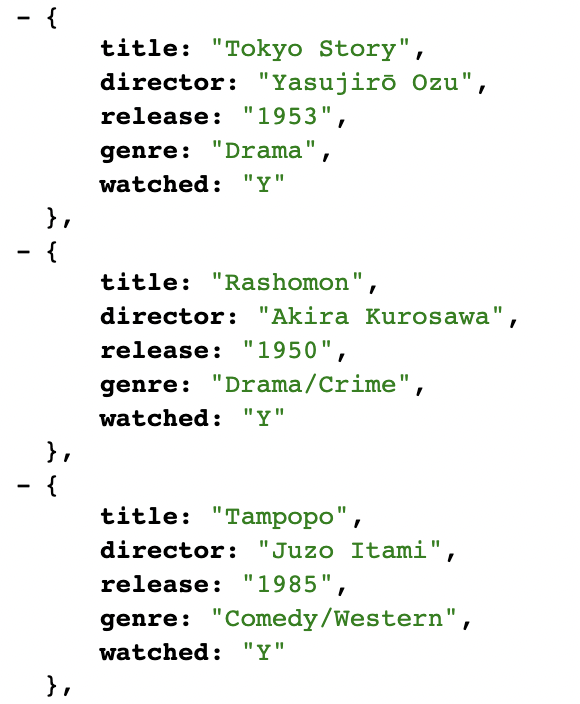 - {
title: "Tokyo Story",
director: "Yasujirō Ozu",
release: "1953",
genre: "Drama",
watched: "Y"
},
- {
title: "Rashomon",
director: "Akira Kurosawa",
release: "1950",
genre: "Drama/Crime",
watched: "Y"
},
- {
title: "Tampopo",
director: "Juzo Itami",
release: "1985",
genre: "Comedy/Western",
watched: "Y"
},